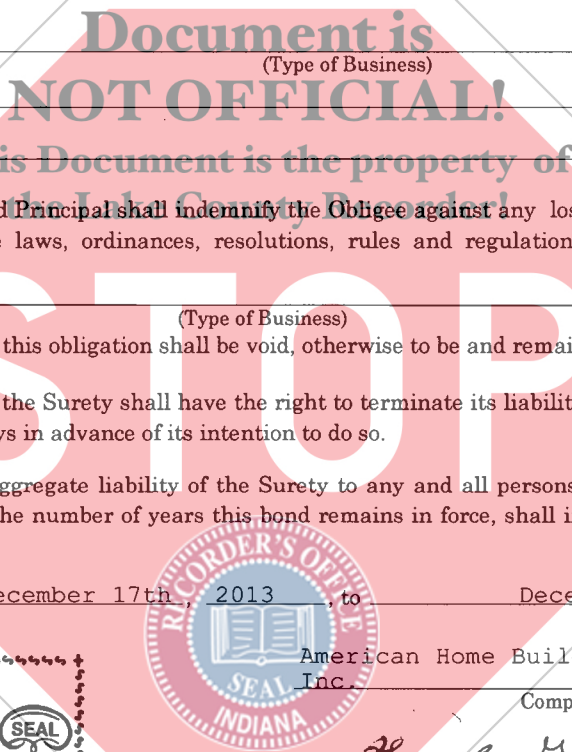 Document is
(Type of Business)
NOT OFFICIAL!
is Document is the property of
the Lake County Recorder!
d Principal shall indemnify the Obligee against any los
e laws, ordinances, resolutions, rules and regulation
STOP
(Type of Business)
this obligation shall be void, otherwise to be and remai
the Surety shall have the right to terminate its liabilit
ys in advance of its intention to do so.
ggregate liability of the Surety to any and all persons
he number of years this bond remains in force, shall i
ecember 17th, 2013, to Dece
RECORDER'S OFFICE
SEAL
INDIANA
American Home Buil
Inc.
Comp
SEAL